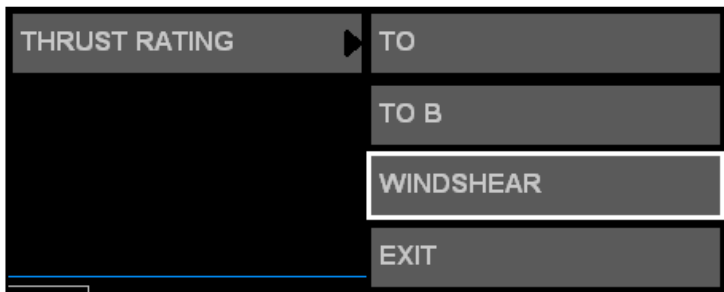 THRUST RATING
TO
TO B
WINDSHEAR
EXIT